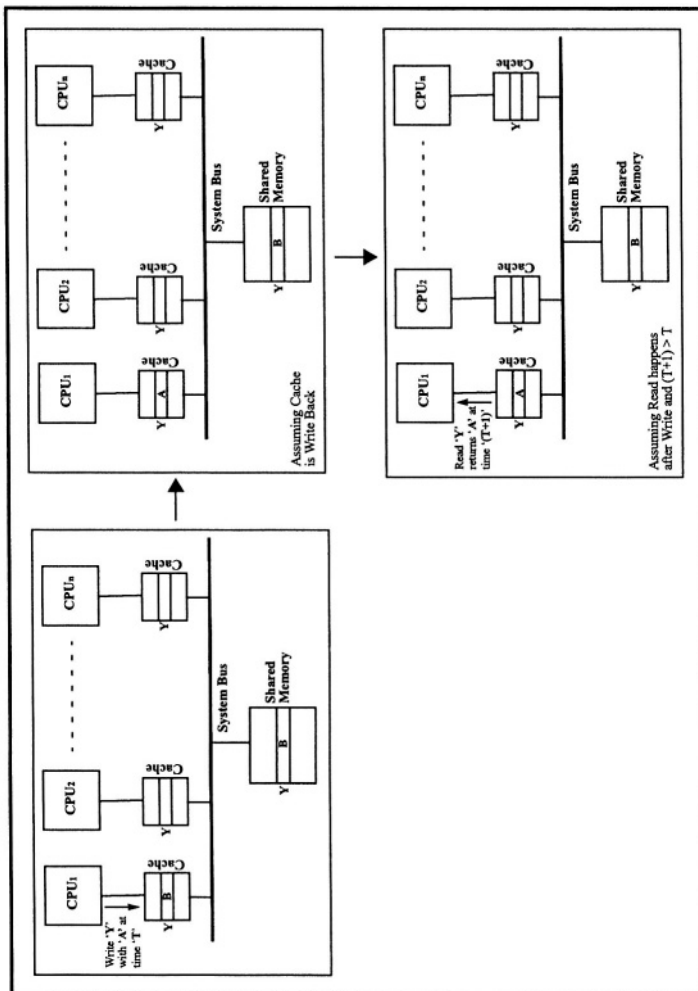 CPU1
CPU2
CPUn
Write 'Y'
with 'A' at
time 'T'
Cache
Cache
Cache
Y
B
Y
Y
System Bus
Shared
Memory
Y
B
CPU1
CPU2
CPUn
Cache
Cache
Cache
Y
A
Y
Y
System Bus
Shared
Memory
Y
B
Assuming Cache
is Write Back
CPU1
CPU2
CPUn
Read 'Y'
returns 'A' at
time '(T+1)'
Cache
Cache
Cache
Y
A
Y
Y
System Bus
Shared
Memory
Y
B
Assuming Read happens
after Write and (T+1) > T